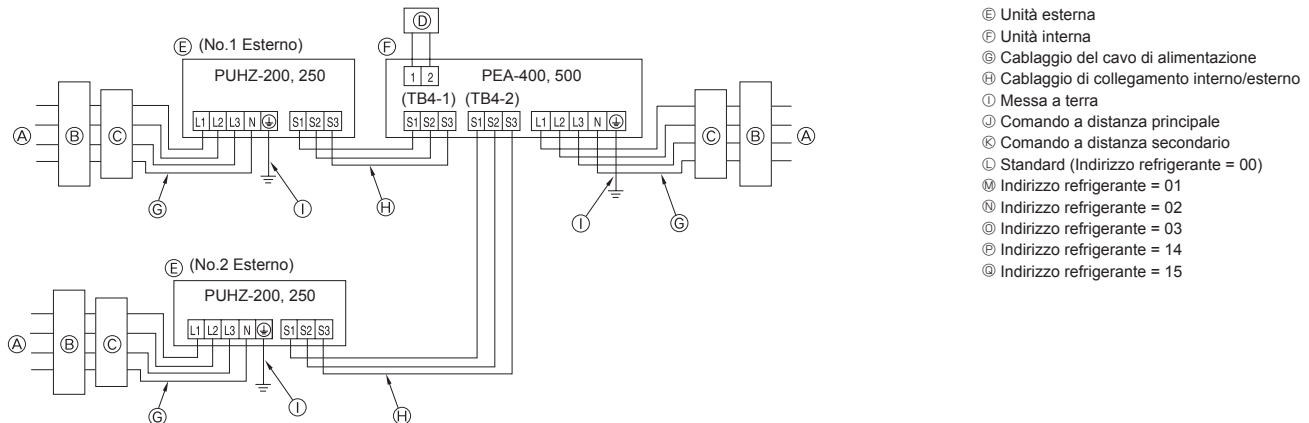 Ⓓ
Ⓔ (No.1 Esterno)
Ⓕ
PUHZ-200, 250
1 2
PEA-400, 500
(TB4-1) (TB4-2)
L1 L2 L3 N S1 S2 S3
S1 S2 S3 S1 S2 S3 L1 L2 L3 N
Ⓐ Ⓑ Ⓒ
Ⓒ Ⓑ Ⓐ
Ⓖ Ⓘ Ⓗ Ⓘ Ⓖ
Ⓔ (No.2 Esterno)
PUHZ-200, 250
L1 L2 L3 N S1 S2 S3
Ⓐ Ⓑ Ⓒ
Ⓖ Ⓘ Ⓗ
Ⓔ Unità esterna
Ⓕ Unità interna
Ⓖ Cablaggio del cavo di alimentazione
Ⓗ Cablaggio di collegamento interno/esterno
Ⓘ Messa a terra
Ⓙ Comando a distanza principale
Ⓚ Comando a distanza secondario
Ⓛ Standard (Indirizzo refrigerante = 00)
Ⓜ Indirizzo refrigerante = 01
Ⓝ Indirizzo refrigerante = 02
Ⓞ Indirizzo refrigerante = 03
Ⓟ Indirizzo refrigerante = 14
Ⓠ Indirizzo refrigerante = 15